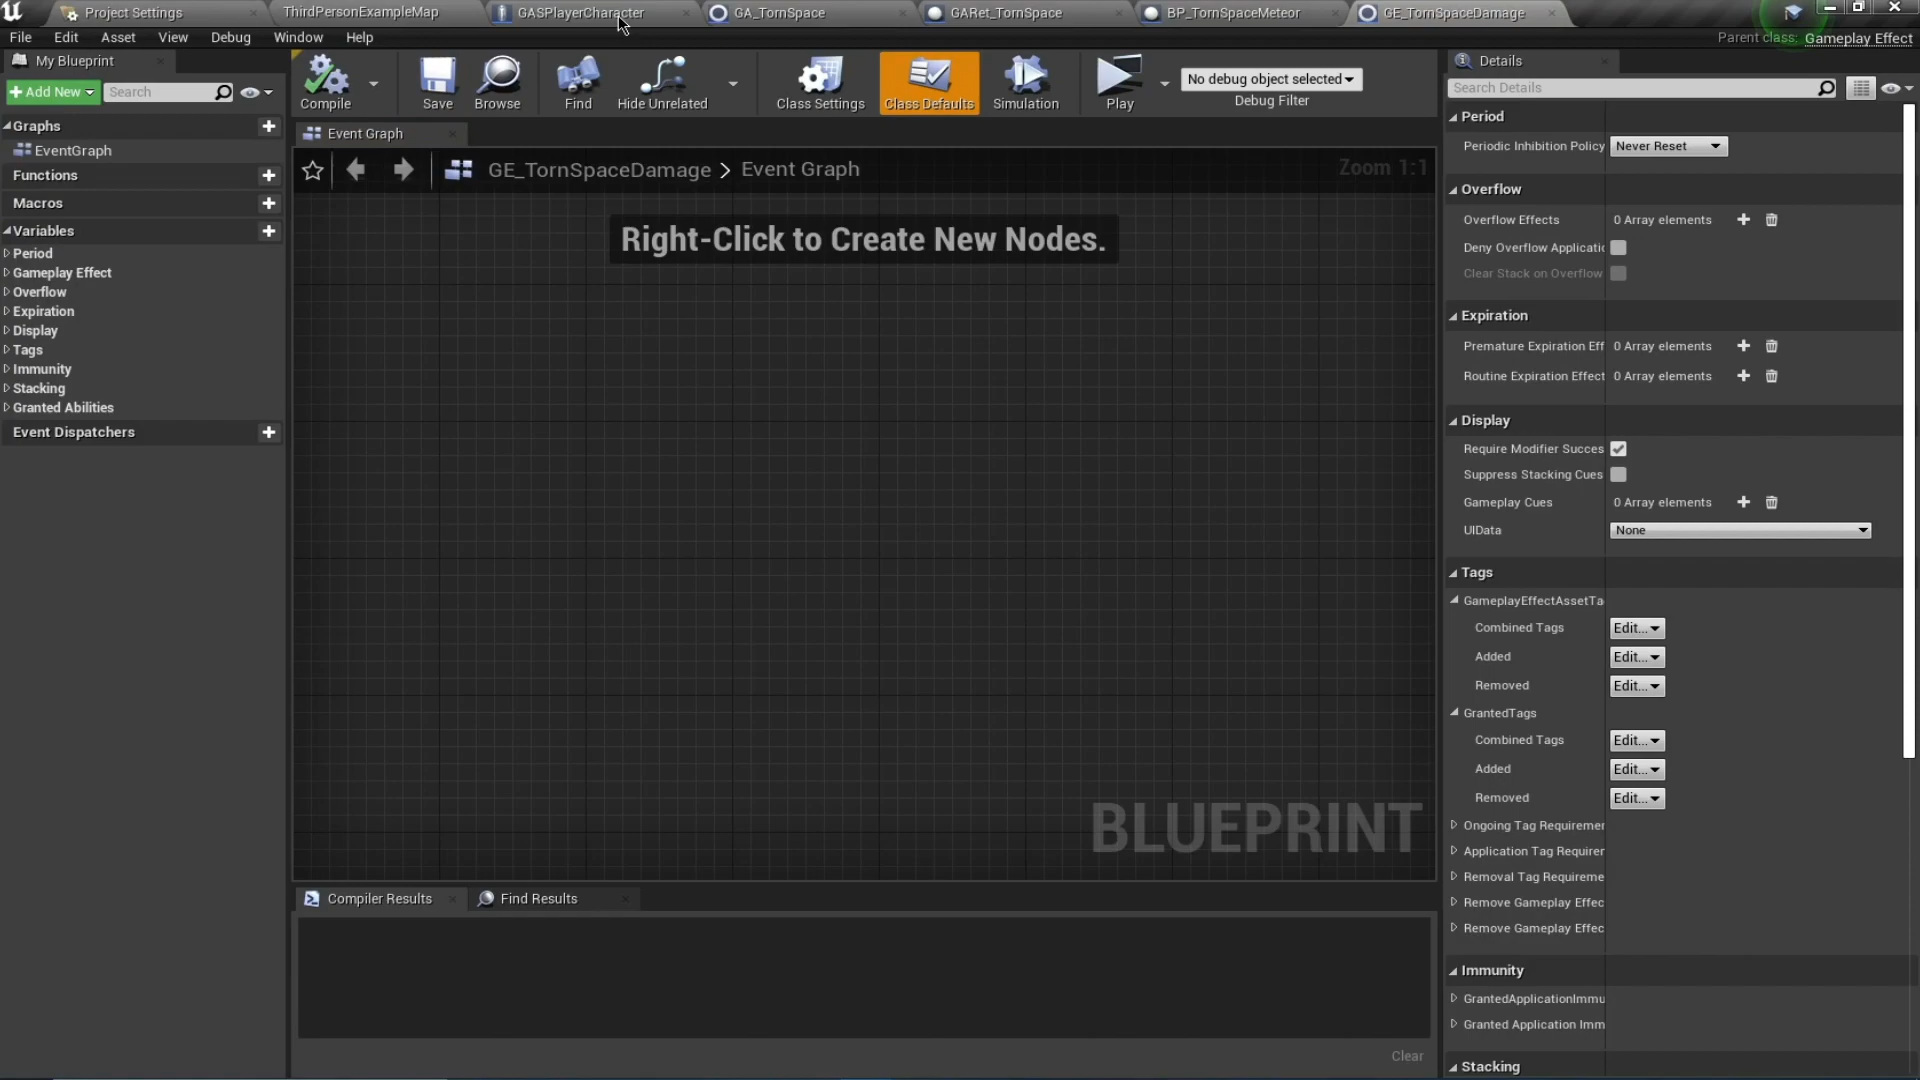 Project Settings
ThirdPersonExampleMap
GASPlayerCharacter
GA_TornSpace
GARet_TornSpace
BP_TornSpaceMeteor
GE_TornSpaceDamage
File Edit Asset View Debug Window Help
Parent class: Gameplay Effect
My Blueprint
Add New
Search
Graphs
EventGraph
Functions
Macros
Variables
Period
Gameplay Effect
Overflow
Expiration
Display
Tags
Immunity
Stacking
Granted Abilities
Event Dispatchers
Compile
Save
Browse
Find
Hide Unrelated
Class Settings
Class Defaults
Simulation
Play
No debug object selected
Debug Filter
Event Graph
GE_TornSpaceDamage > Event Graph
Zoom 1:1
Right-Click to Create New Nodes.
BLUEPRINT
Compiler Results
Find Results
Clear
Details
Search Details
Period
Periodic Inhibition Policy Never Reset
Overflow
Overflow Effects 0 Array elements
Deny Overflow Applicatic
Clear Stack on Overflow
Expiration
Premature Expiration Eff 0 Array elements
Routine Expiration Effect 0 Array elements
Display
Require Modifier Succes
Suppress Stacking Cues
Gameplay Cues 0 Array elements
UIData None
Tags
GameplayEffectAssetTa
Combined Tags Edit...
Added Edit...
Removed Edit...
GrantedTags
Combined Tags Edit...
Added Edit...
Removed Edit...
Ongoing Tag Requiremer
Application Tag Requirer
Removal Tag Requireme
Remove Gameplay Effec
Remove Gameplay Effec
Immunity
GrantedApplicationImmu
Granted Application Imm
Stacking